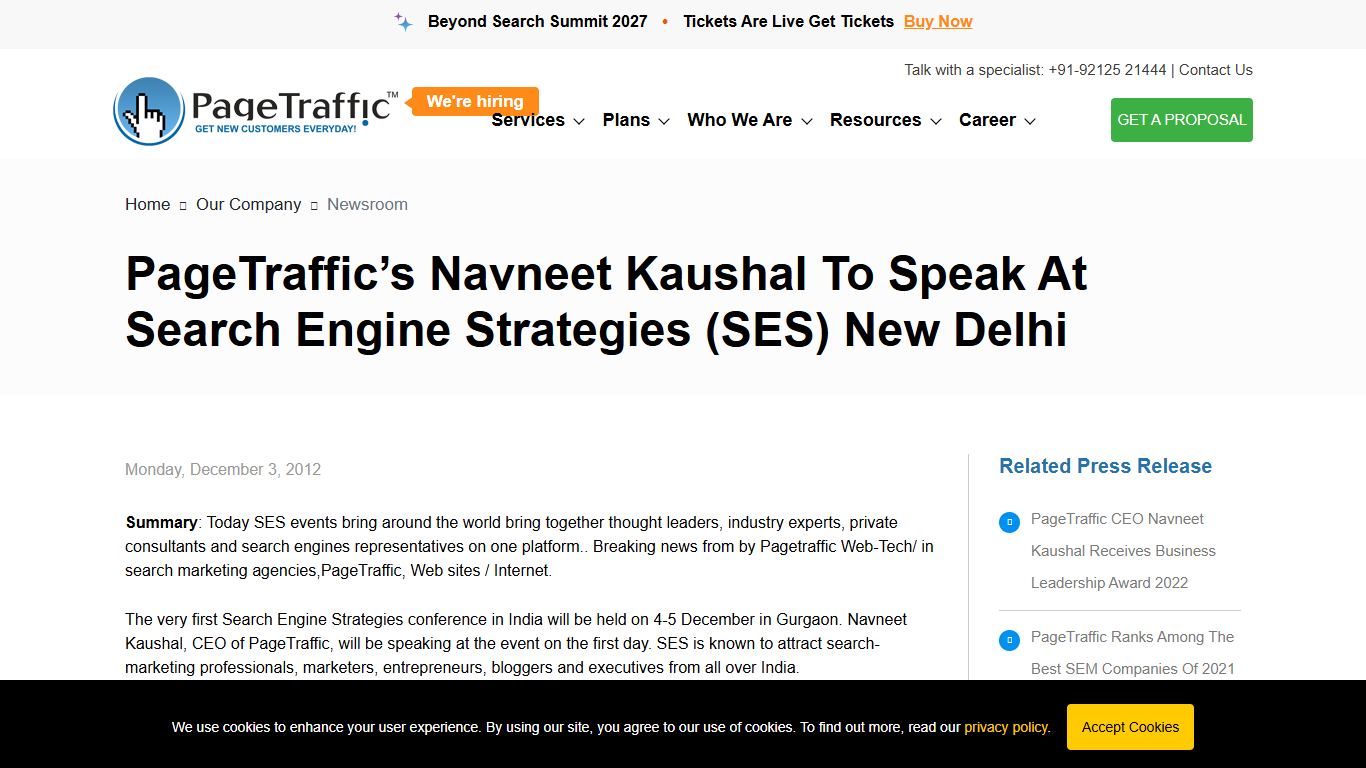 Beyond Search Summit 2027 • Tickets Are Live Get Tickets Buy Now
Talk with a specialist: +91-92125 21444 | Contact Us
PageTraffic™
GET NEW CUSTOMERS EVERYDAY!
We're hiring
Services Plans Who We Are Resources Career
GET A PROPOSAL
Home Our Company Newsroom
PageTraffic’s Navneet Kaushal To Speak At
Search Engine Strategies (SES) New Delhi
Monday, December 3, 2012
Summary: Today SES events bring around the world bring together thought leaders, industry experts, private
consultants and search engines representatives on one platform.. Breaking news from by Pagetraffic Web-Tech/ in
search marketing agencies,PageTraffic, Web sites / Internet.
The very first Search Engine Strategies conference in India will be held on 4-5 December in Gurgaon. Navneet
Kaushal, CEO of PageTraffic, will be speaking at the event on the first day. SES is known to attract search-
marketing professionals, marketers, entrepreneurs, bloggers and executives from all over India.
Related Press Release
PageTraffic CEO Navneet
Kaushal Receives Business
Leadership Award 2022
PageTraffic Ranks Among The
Best SEM Companies Of 2021
We use cookies to enhance your user experience. By using our site, you agree to our use of cookies. To find out more, read our privacy policy.
Accept Cookies